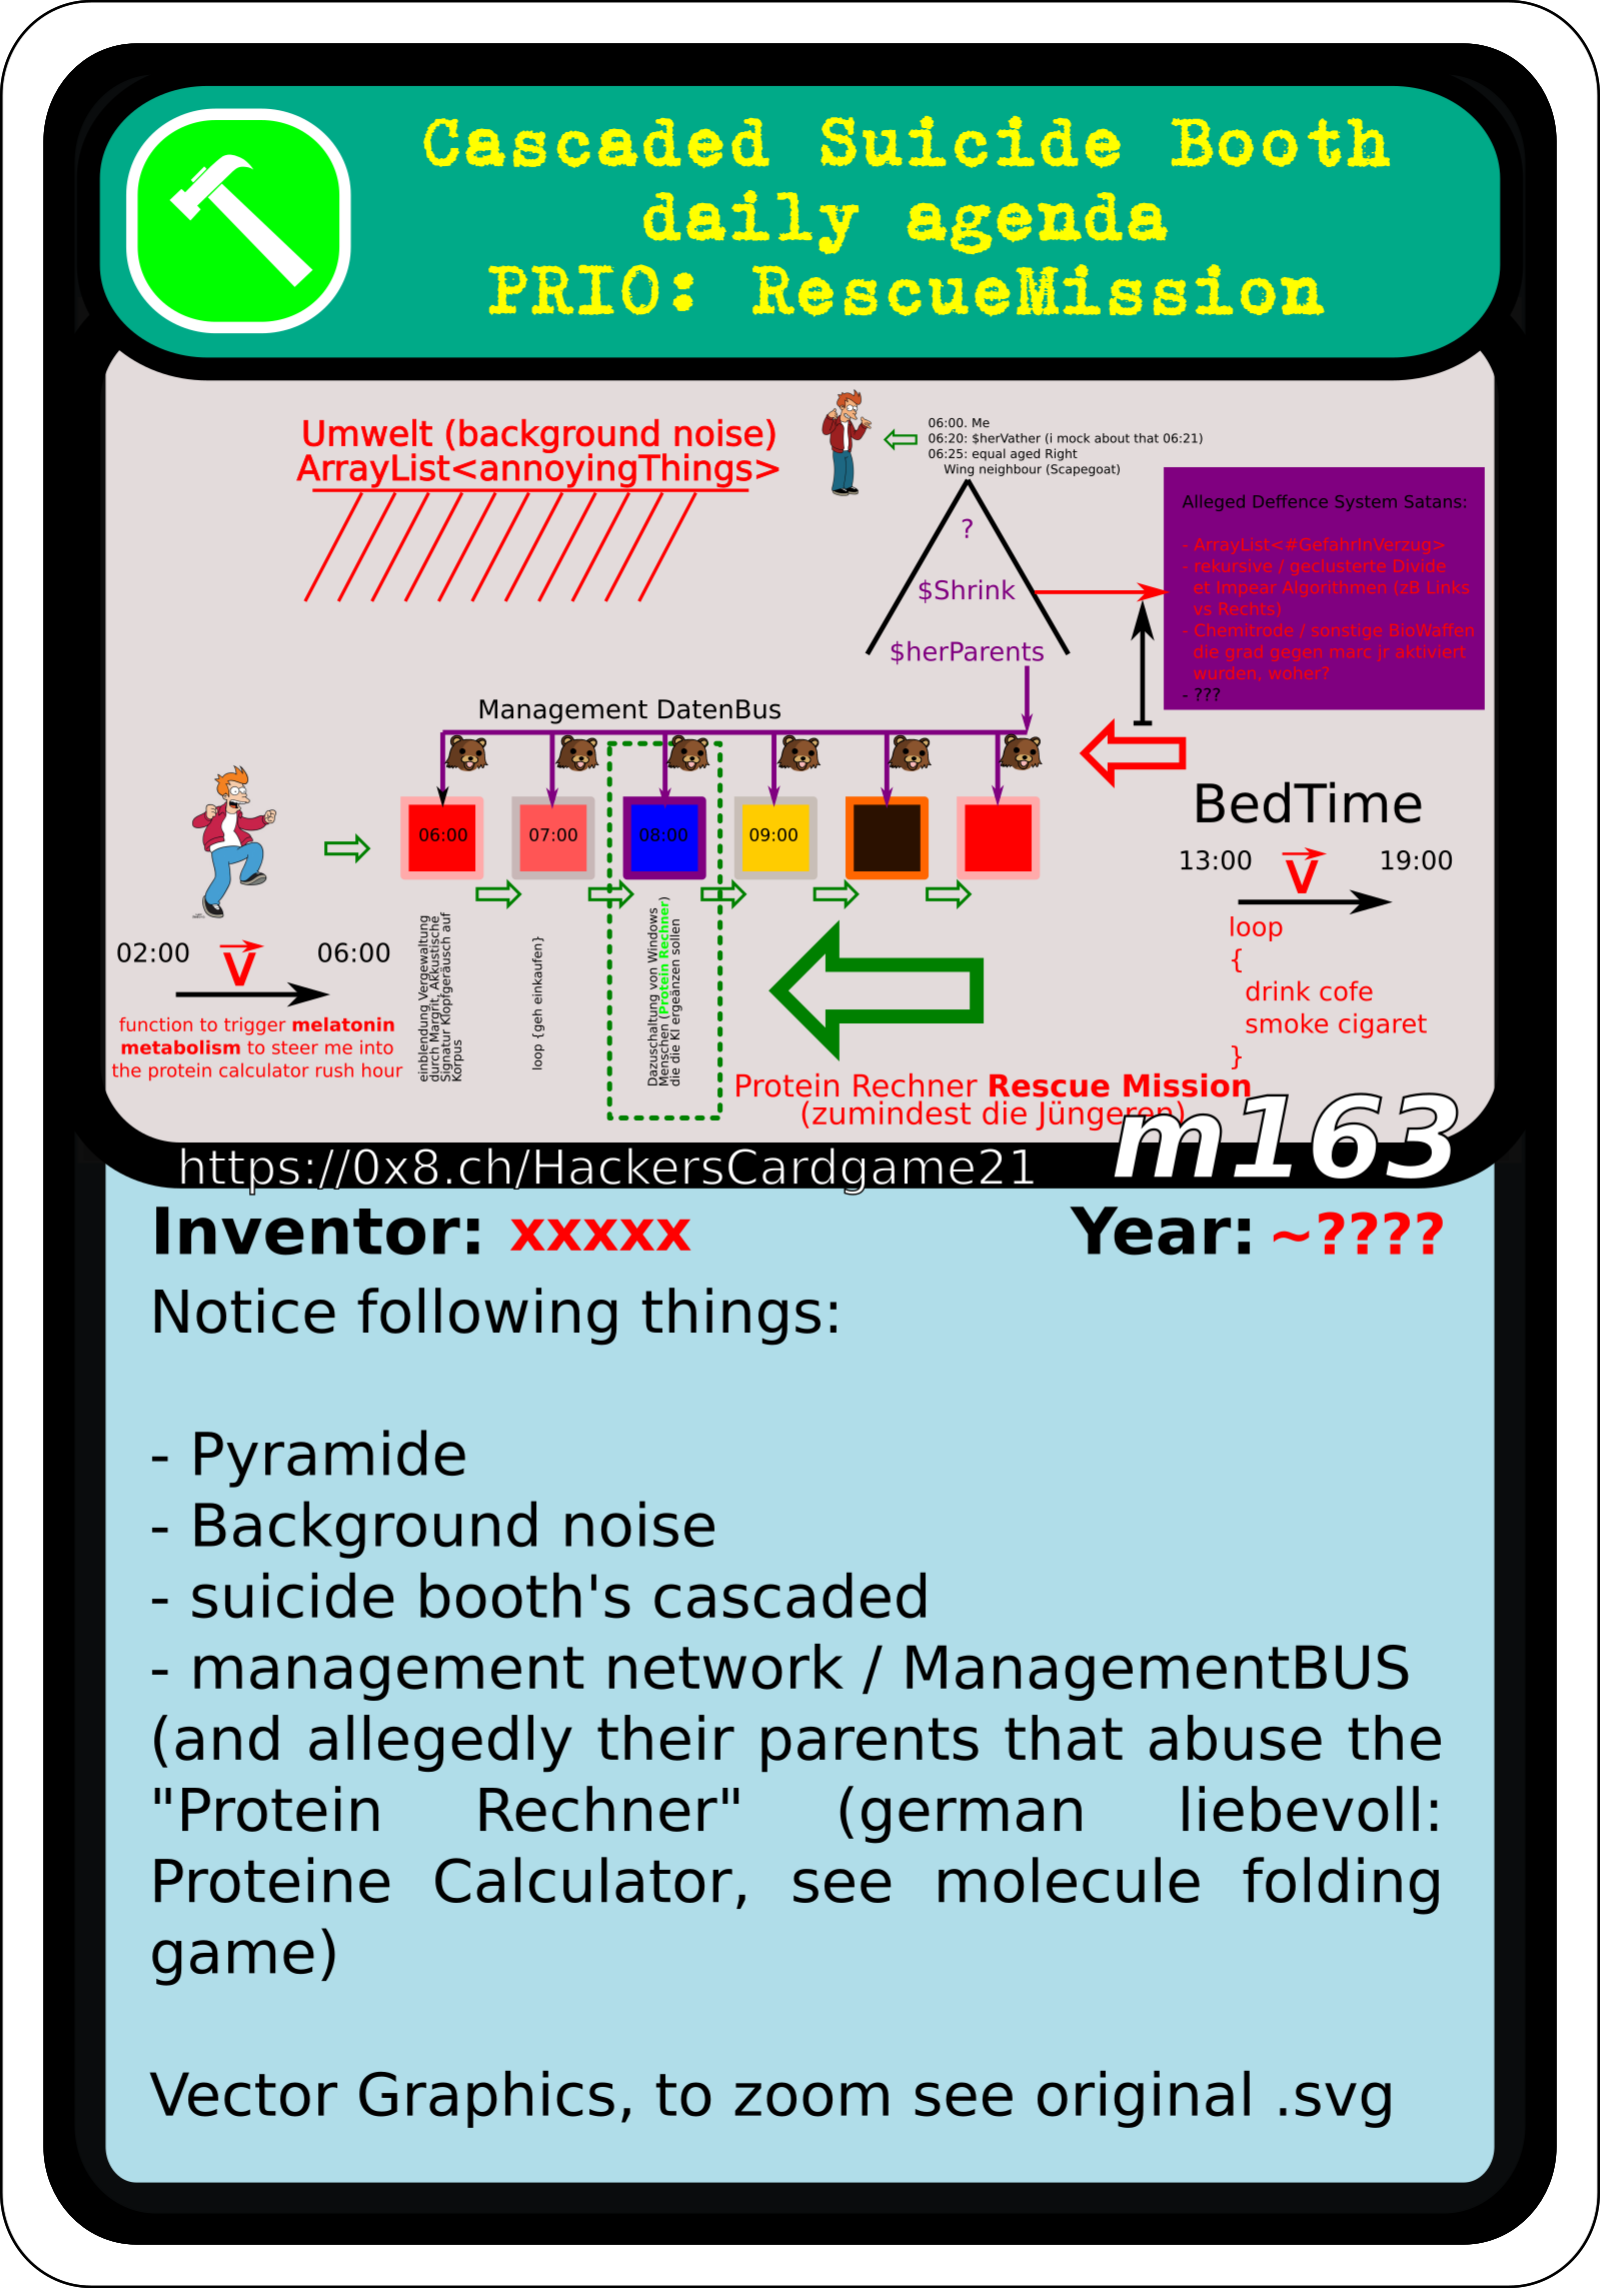 Cascaded Suicide Booth
daily agenda
PRIO: RescueMission
Umwelt (background noise)
ArrayList<annoyingThings>
06:00. Me
06:20: $herVather (i mock about that 06:21)
06:25: equal aged Right
Wing neighbour (Scapegoat)
?
$Shrink
$herParents
Alleged Deffence System Satans:
- ArrayList<#GefahrInVerzug>
- rekursive / geclusterte Divide
et Impear Algorithmen (zB Links
vs Rechts)
- Chemitrode / sonstige BioWaffen
die grad gegen marc jr aktiviert
wurden, woher?
- ???
Management DatenBus
06:00
07:00
08:00
09:00
BedTime
13:00 V 19:00
loop
{
drink cofe
smoke cigaret
}
02:00 V 06:00
function to trigger melatonin
metabolism to steer me into
the protein calculator rush hour
einblendung Vergewaltung
durch Margrit, Akkustische
Signatur Klopfgeräusch auf
Korpus
loop {geh einkaufen}
Dazuschaltung von Windows
Menschen (Protein Rechner)
die die KI ergeänzen sollen
Protein Rechner Rescue Mission
(zumindest die Jüngeren)
m163
https://0x8.ch/HackersCardgame21
Inventor: xxxxx Year: ~????
Notice following things:
- Pyramide
- Background noise
- suicide booth's cascaded
- management network / ManagementBUS
(and allegedly their parents that abuse the
"Protein Rechner" (german liebevoll:
Proteine Calculator, see molecule folding
game)
Vector Graphics, to zoom see original .svg